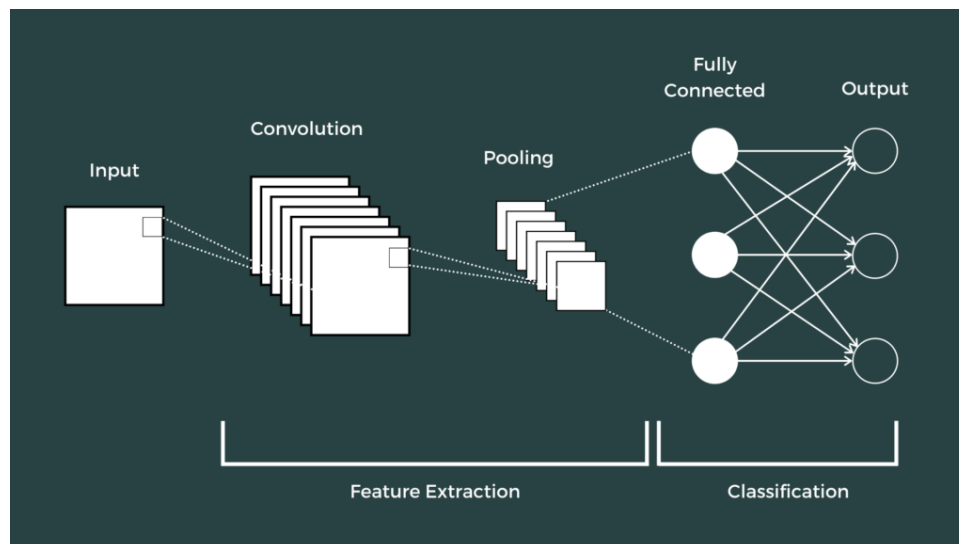 Input
Convolution
Pooling
Fully
Connected
Output
Feature Extraction
Classification